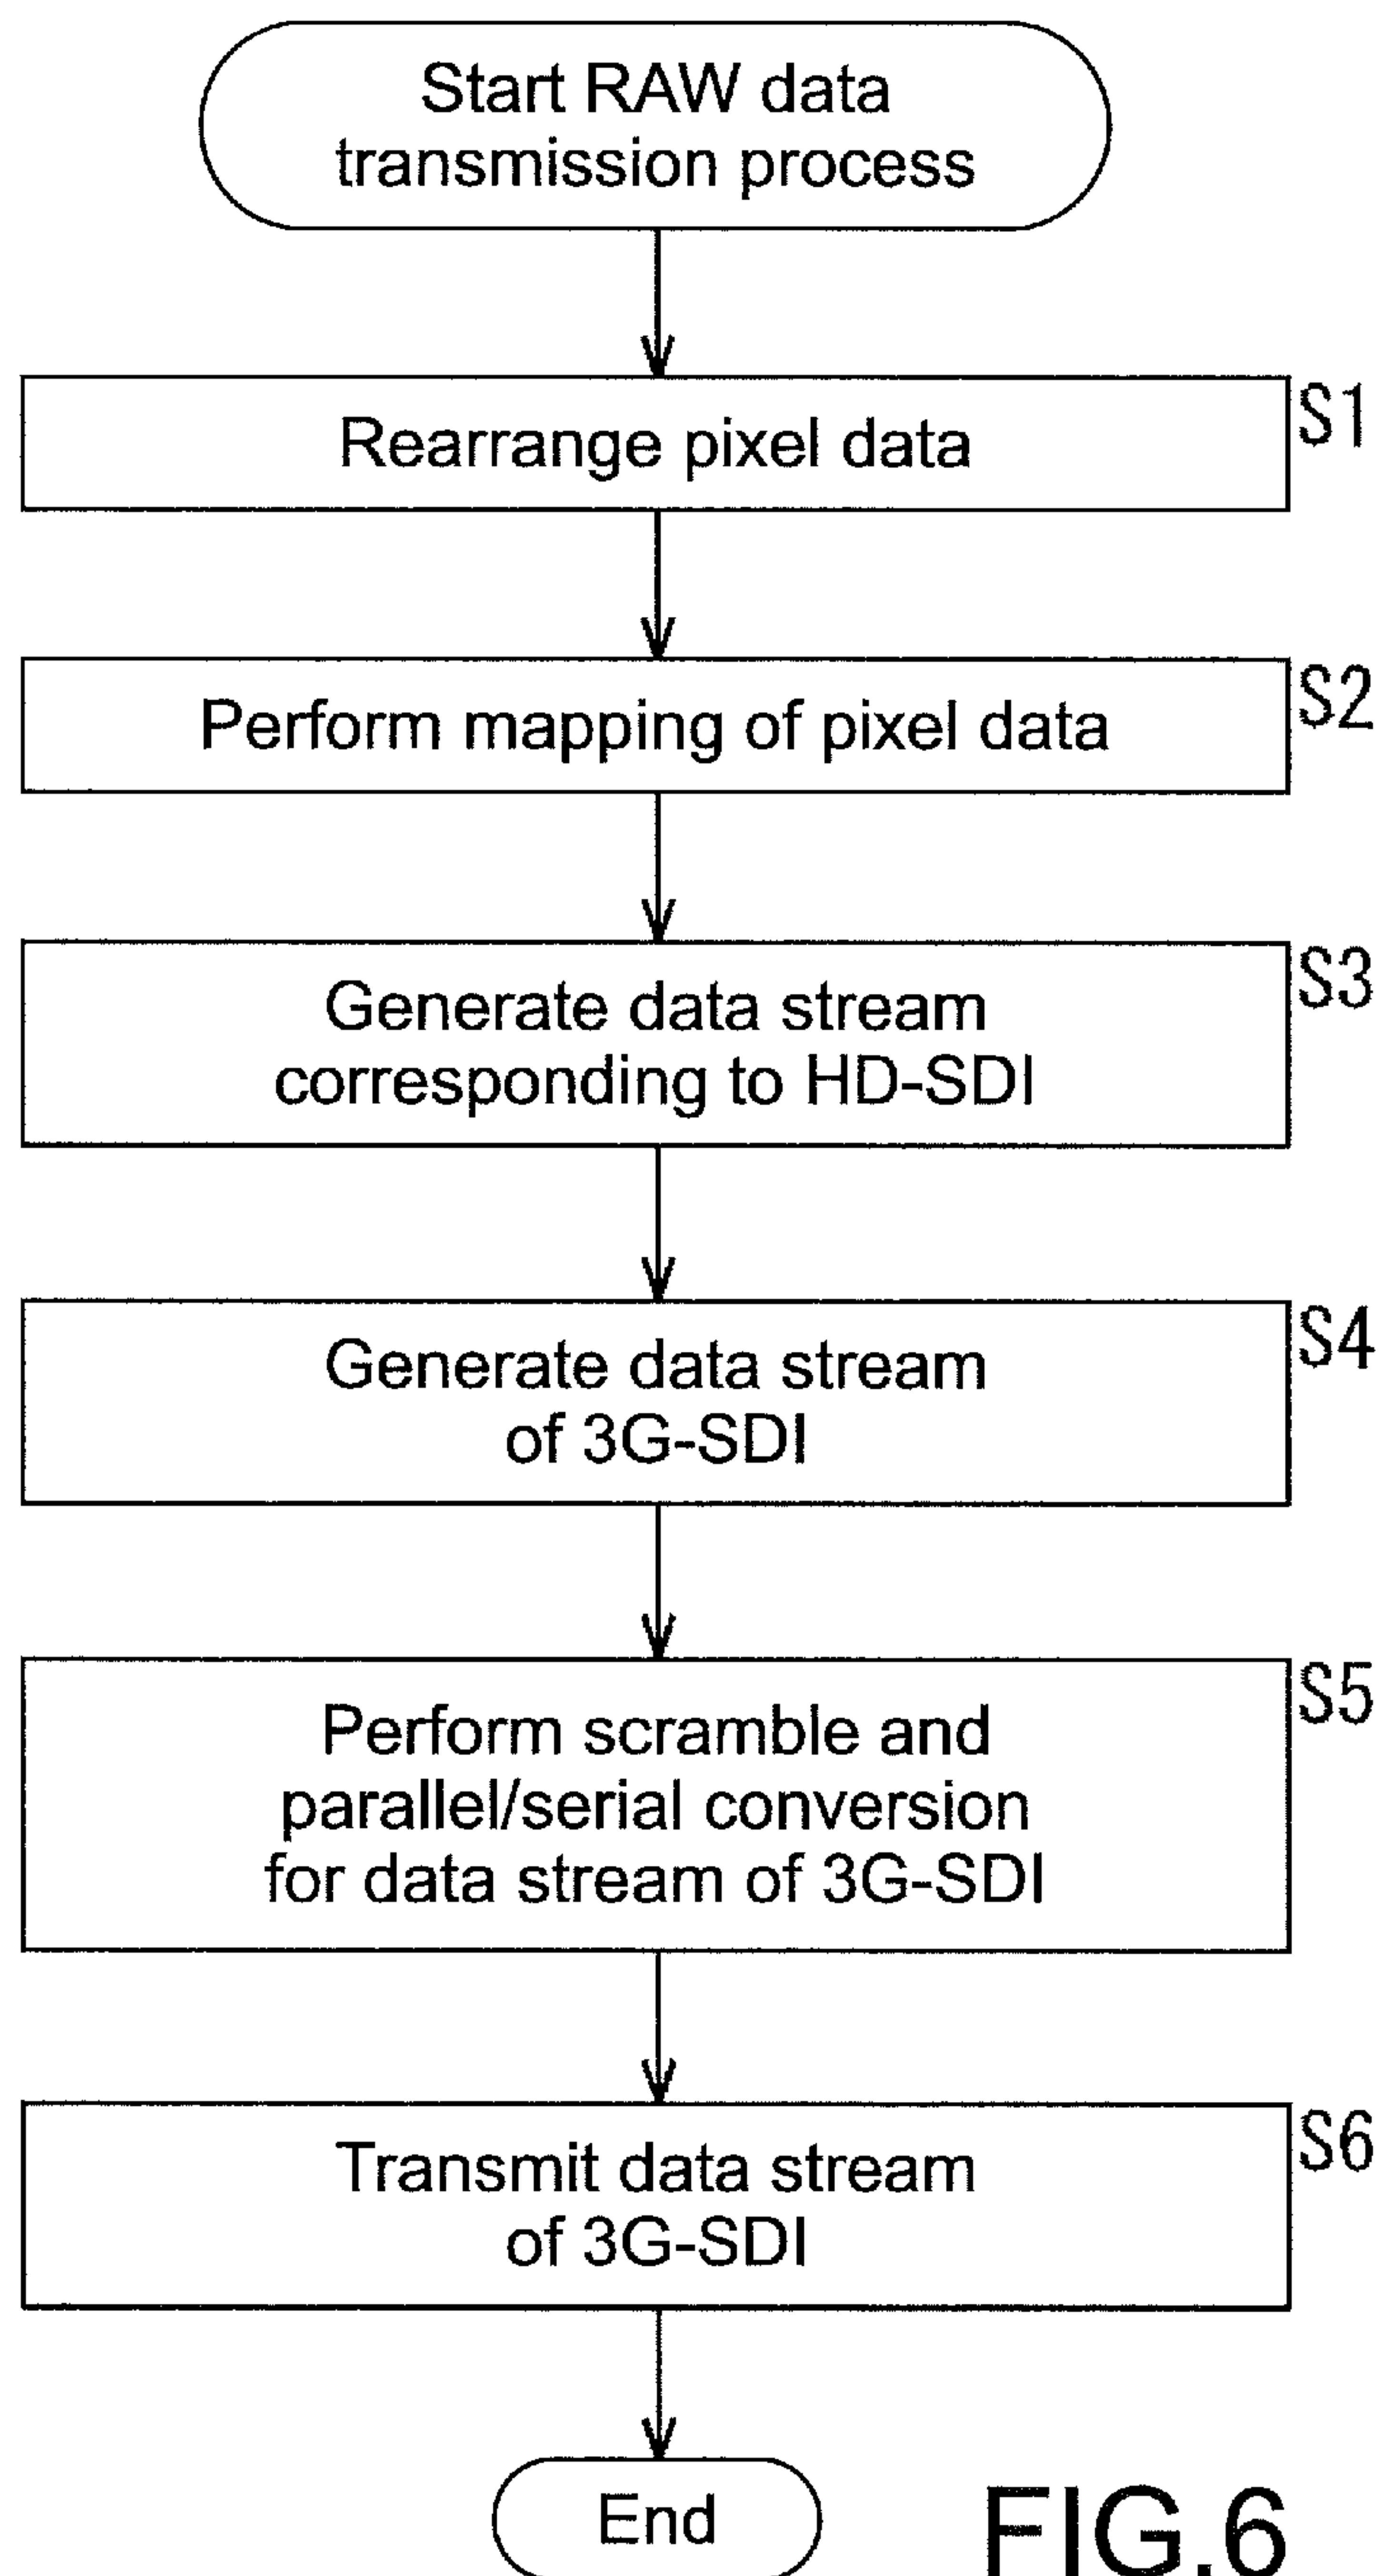 Start RAW data
transmission process
S1
Rearrange pixel data
S2
Perform mapping of pixel data
S3
Generate data stream
corresponding to HD-SDI
S4
Generate data stream
of 3G-SDI
S5
Perform scramble and
parallel/serial conversion
for data stream of 3G-SDI
S6
Transmit data stream
of 3G-SDI
End
FIG.6